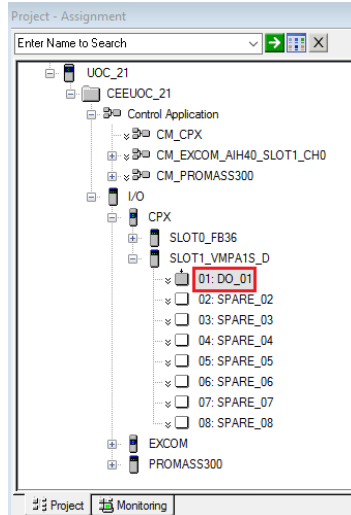 Project - Assignment
Enter Name to Search
UOC_21
CEEUOC_21
Control Application
CM_CPX
CM_EXCOM_AIH40_SLOT1_CH0
CM_PROMASS300
I/O
CPX
SLOT0_FB36
SLOT1_VMPA1S_D
01: DO_01
02: SPARE_02
03: SPARE_03
04: SPARE_04
05: SPARE_05
06: SPARE_06
07: SPARE_07
08: SPARE_08
EXCOM
PROMASS300
Project Monitoring